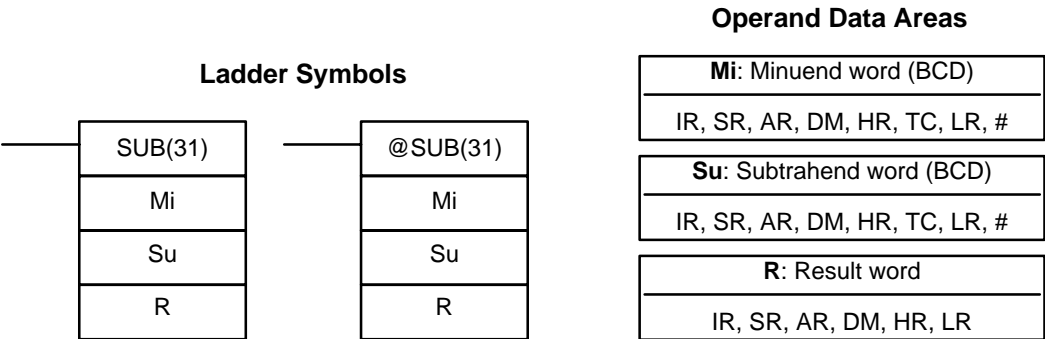 Operand Data Areas
Ladder Symbols
Mi: Minuend word (BCD)
IR, SR, AR, DM, HR, TC, LR, #
SUB(31)
Mi
Su
R
@SUB(31)
Mi
Su
R
Su: Subtrahend word (BCD)
IR, SR, AR, DM, HR, TC, LR, #
R: Result word
IR, SR, AR, DM, HR, LR